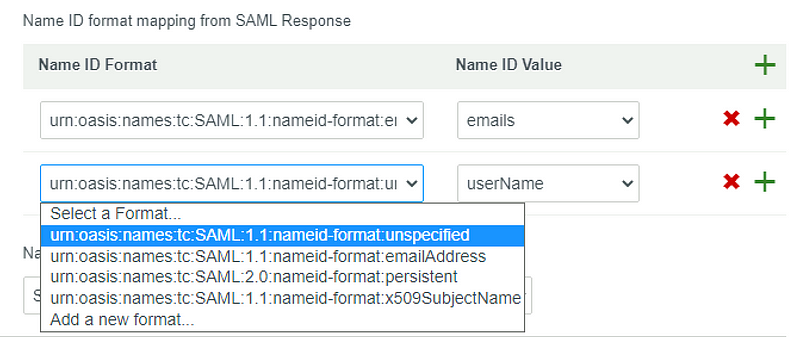 Name ID format mapping from SAML Response
Name ID Format Name ID Value
urn:oasis:names:tc:SAML:1.1:nameid-format:e emails
urn:oasis:names:tc:SAML:1.1:nameid-format:u userName
Select a Format...
urn:oasis:names:tc:SAML:1.1:nameid-format:unspecified
Na
urn:oasis:names:tc:SAML:1.1:nameid-format:emailAddress
urn:oasis:names:tc:SAML:2.0:nameid-format:persistent
S
urn:oasis:names:tc:SAML:1.1:nameid-format:x509SubjectName
Add a new format...